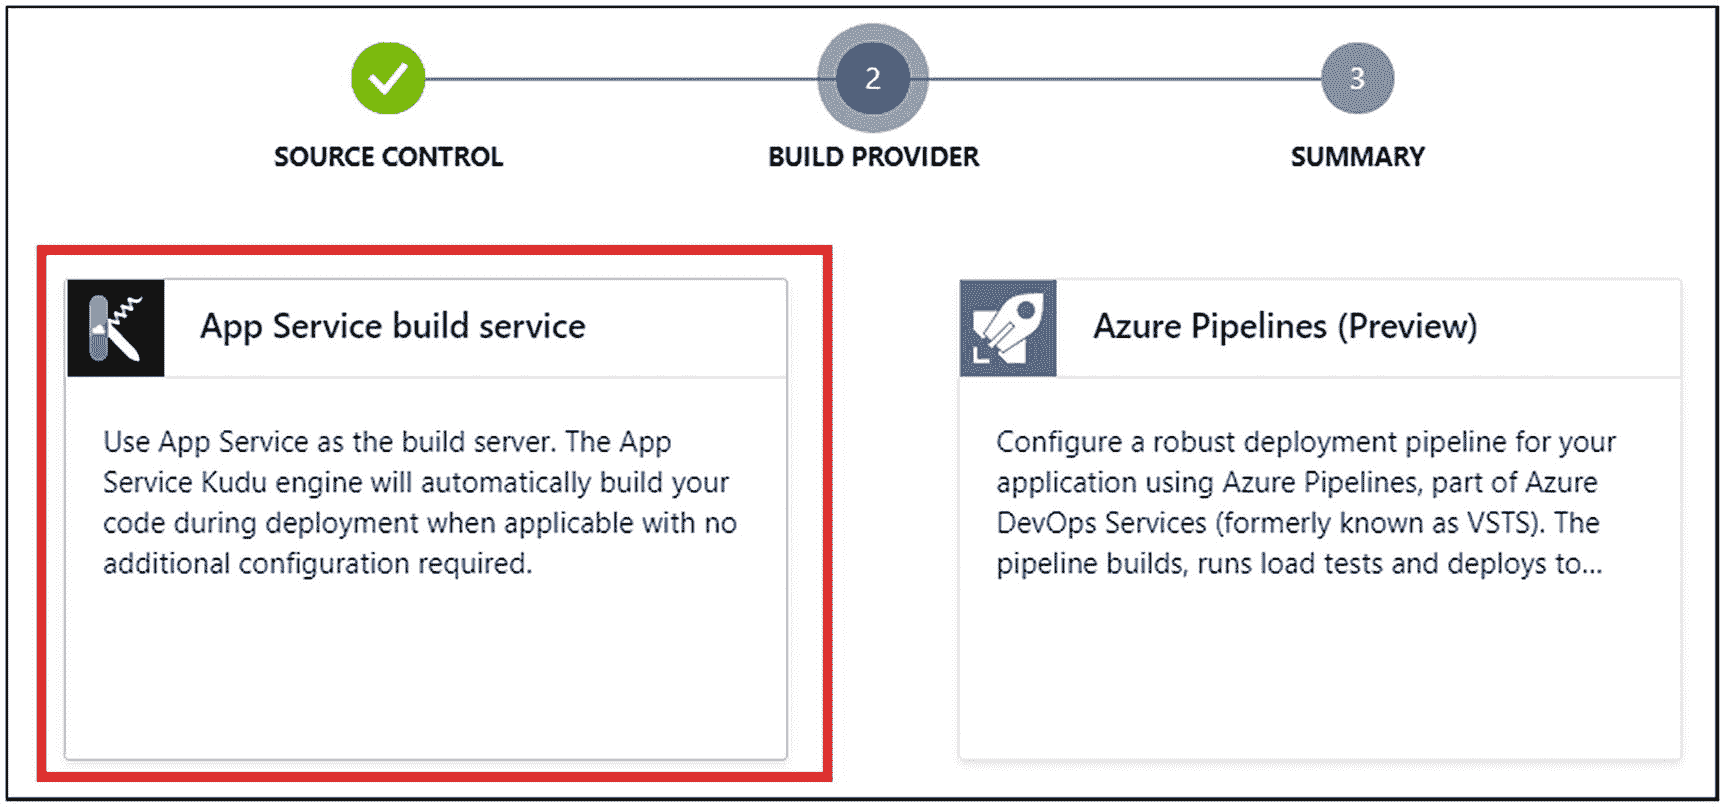 2
3
SOURCE CONTROL
BUILD PROVIDER
SUMMARY
App Service build service
Use App Service as the build server. The App
Service Kudu engine will automatically build your
code during deployment when applicable with no
additional configuration required.
Azure Pipelines (Preview)
Configure a robust deployment pipeline for your
application using Azure Pipelines, part of Azure
DevOps Services (formerly known as VSTS). The
pipeline builds, runs load tests and deploys to...